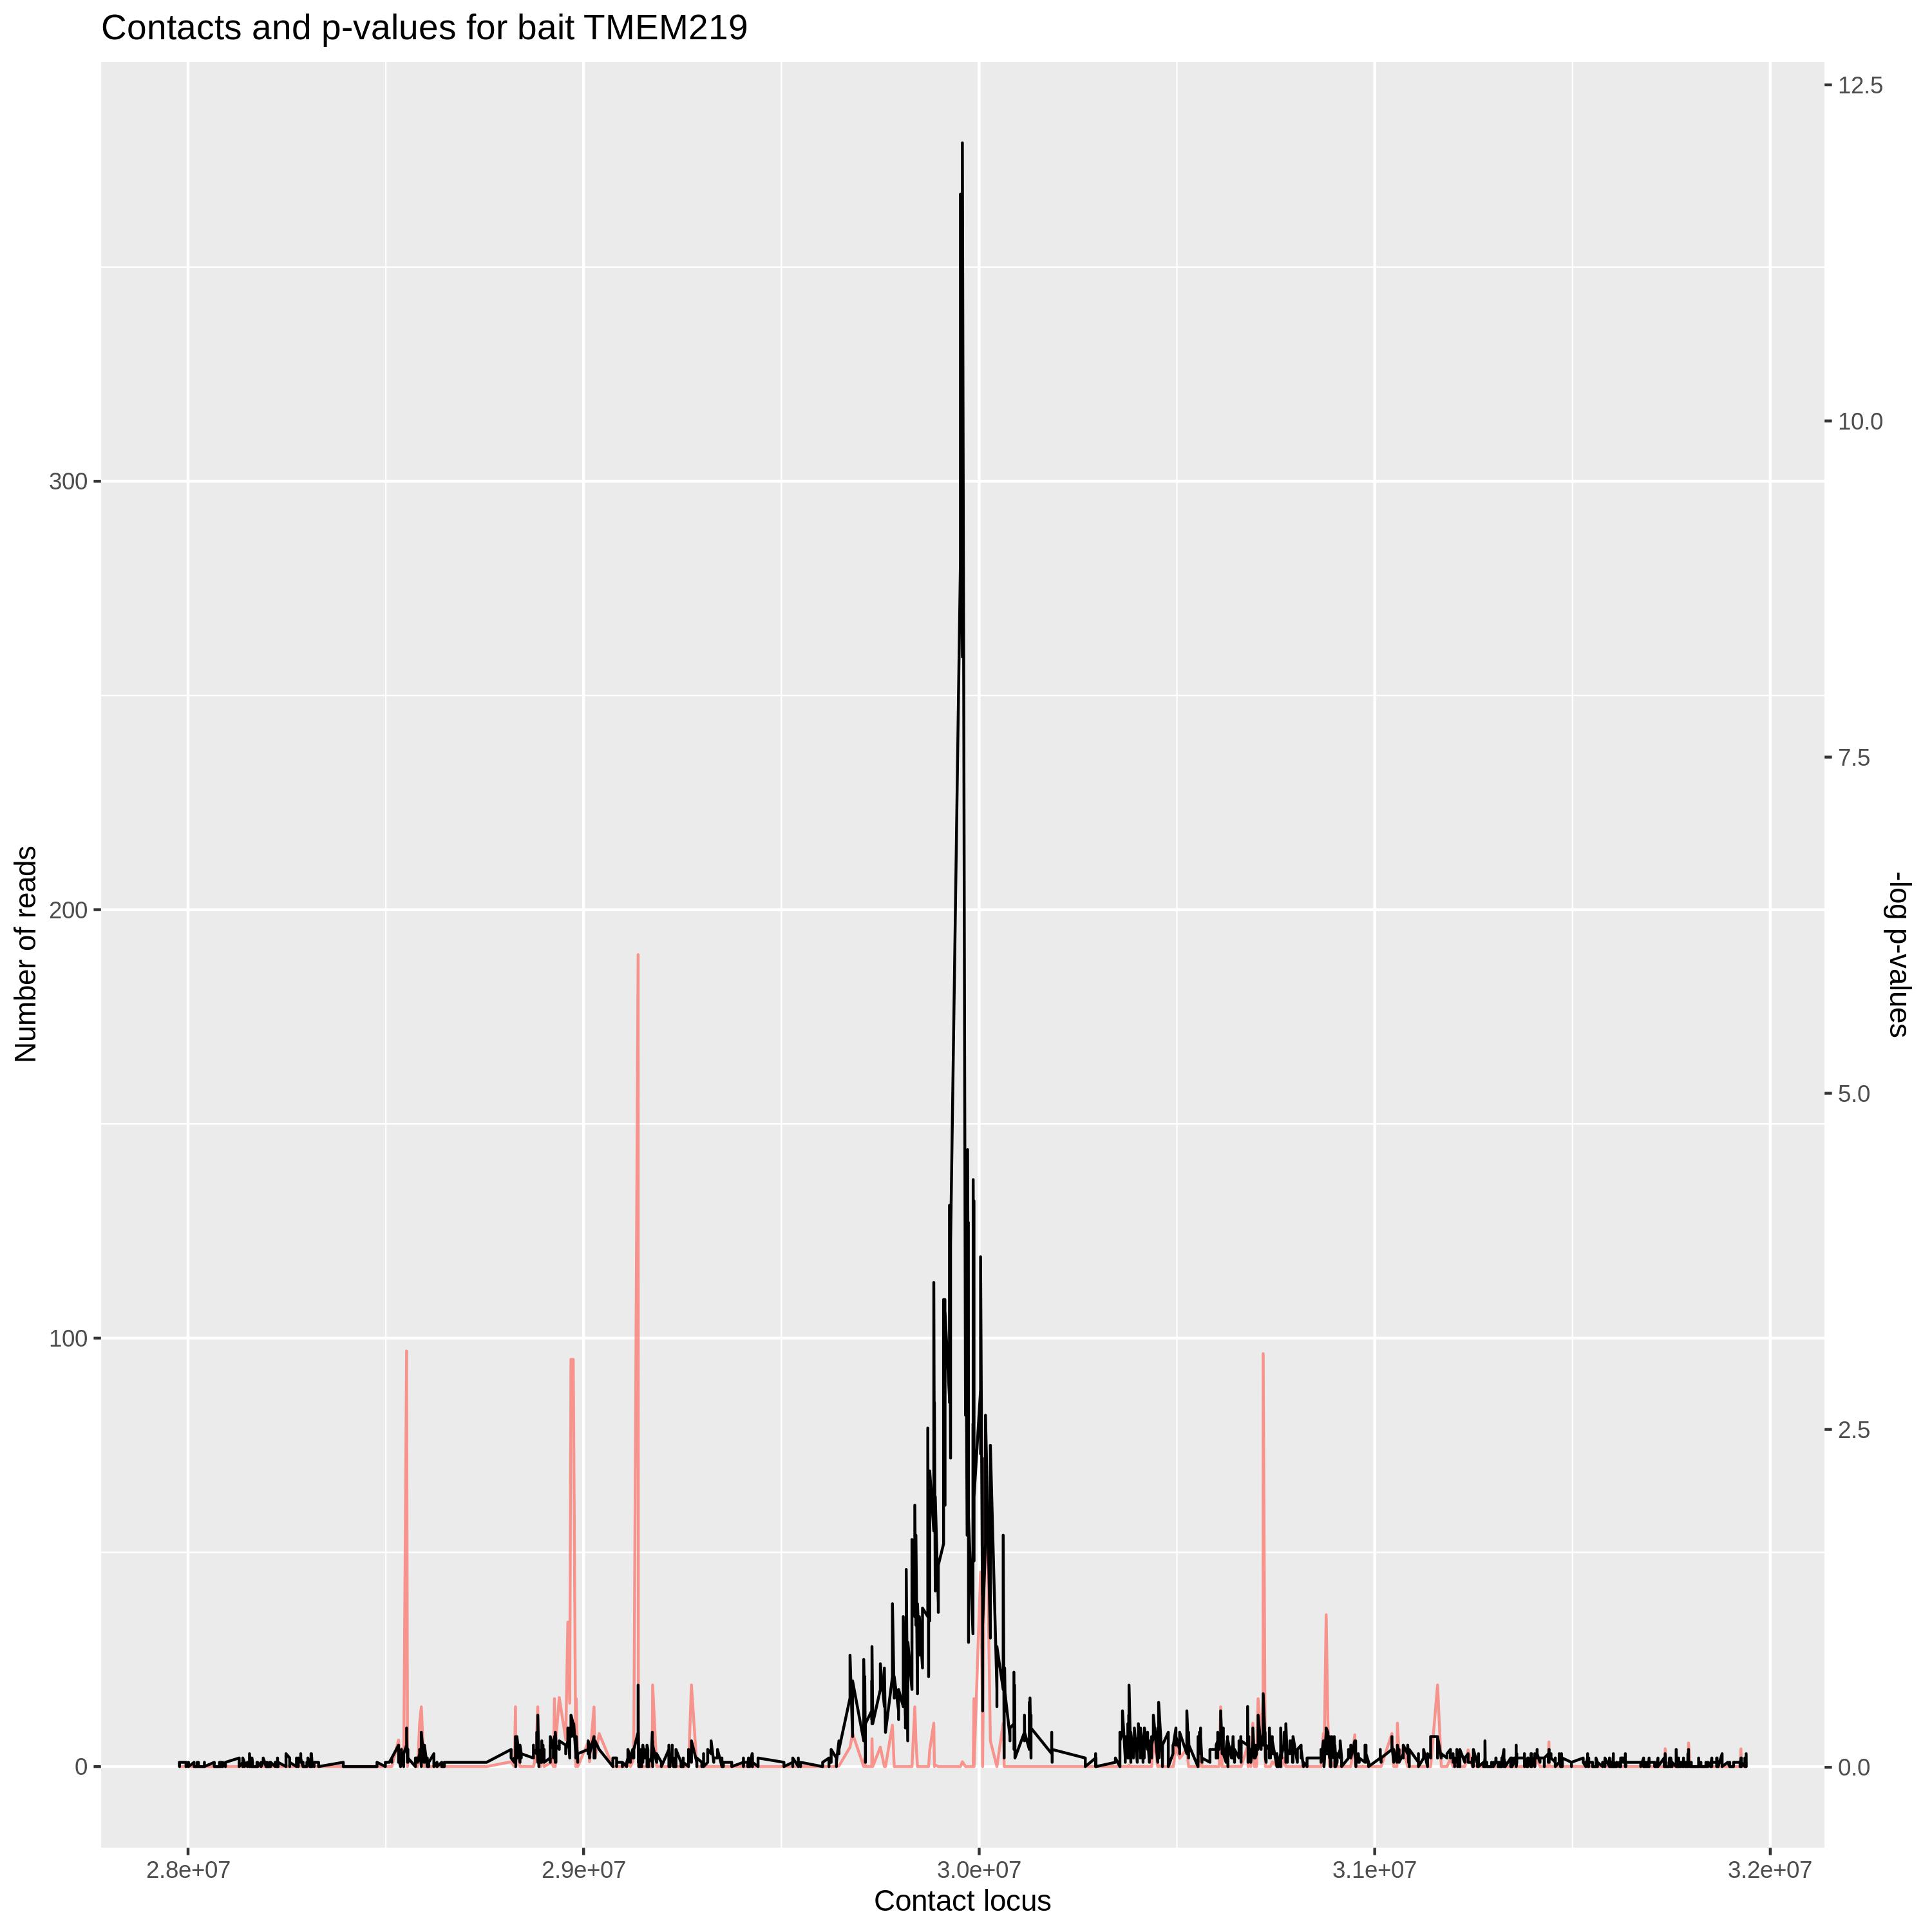 Contacts and p-values for bait TMEM219
12.5
10.0
7.5
5.0
2.5
0.0
300
200
100
0
Number of reads
-log p-values
2.8e+07
2.9e+07
3.0e+07
3.1e+07
3.2e+07
Contact locus